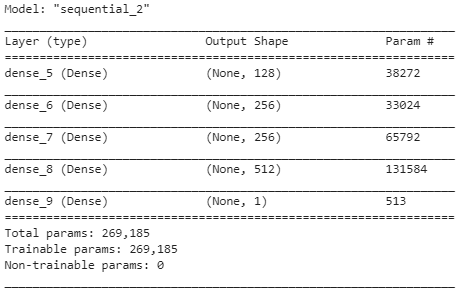 Model: "sequential_2"
Layer (type) Output Shape Param #
dense_5 (Dense) (None, 128) 38272
dense_6 (Dense) (None, 256) 33024
dense_7 (Dense) (None, 256) 65792
dense_8 (Dense) (None, 512) 131584
dense_9 (Dense) (None, 1) 513
Total params: 269,185
Trainable params: 269,185
Non-trainable params: 0